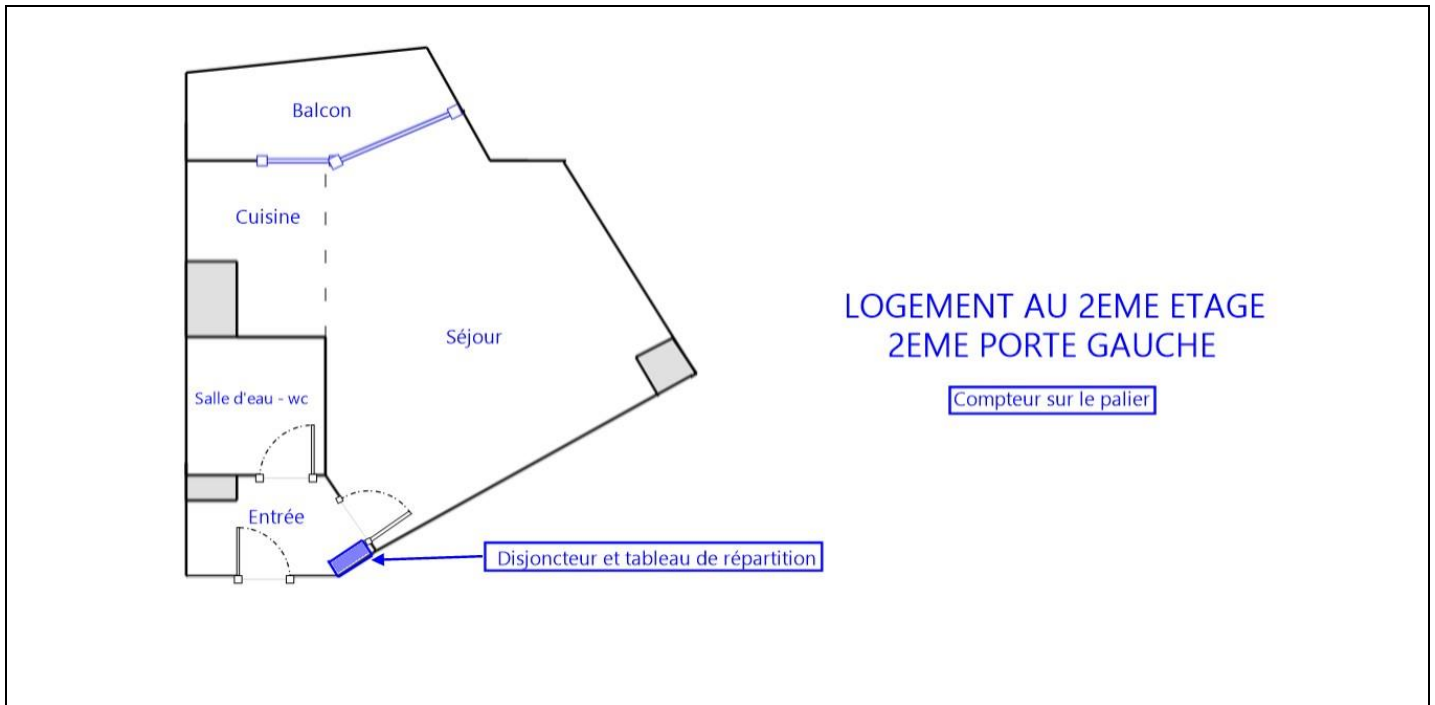 Balcon
Cuisine
Séjour
LOGEMENT AU 2EME ETAGE
2EME PORTE GAUCHE
Compteur sur le palier
Salle d'eau - wc
Entrée
Disjoncteur et tableau de répartition